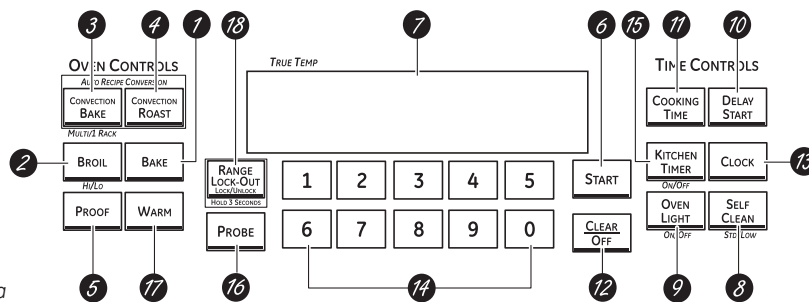 3 4 1 18 7 6 15 11 10
TRUE TEMP
OVEN CONTROLS
TIME CONTROLS
AUTO RECIPE CONVERSION
CONVECTION BAKE
CONVECTION ROAST
COOKING TIME
DELAY START
MULTI/1 RACK
2
BROIL
BAKE
HI/LO
RANGE LOCK-OUT
LOCK/UNLOCK
HOLD 3 SECONDS
1 2 3 4 5
START
KITCHEN TIMER
ON/OFF
CLOCK
13
PROOF
WARM
PROBE
6 7 8 9 0
CLEAR
OFF
OVEN LIGHT
ON/OFF
SELF CLEAN
STD/LOW
5 17 16 14 12 9 8